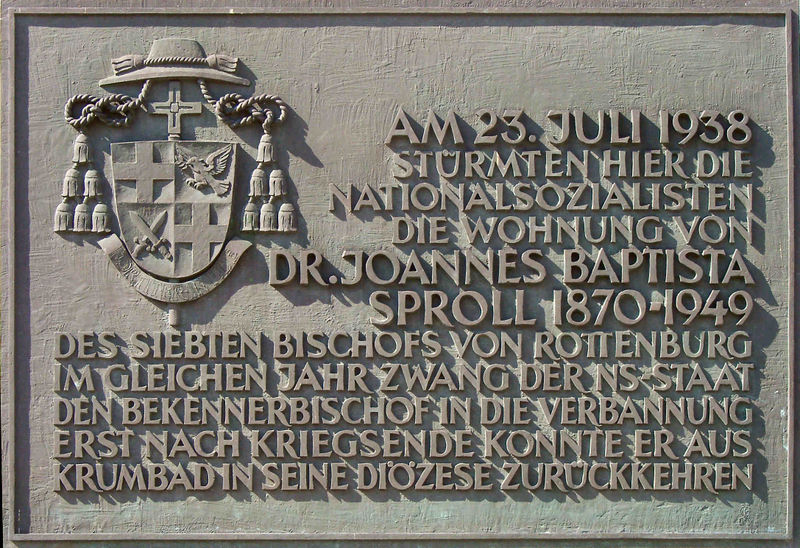 AM 23. JULI 1938
STÜRMTEN HIER DIE
NATIONALSOZIALISTEN
DIE WOHNUNG VON
DR. JOANNES BAPTISTA
SPROLL 1870-1949
DES SIEBTEN BISCHOFS VON ROTTENBURG
IM GLEICHEN JAHR ZWANG DER NS-STAAT
DEN BEKENNERBISCHOF IN DIE VERBANNUNG
ERST NACH KRIEGSENDE KONNTE ER AUS
KRUMBAD IN SEINE DIÖZESE ZURÜCKKEHREN